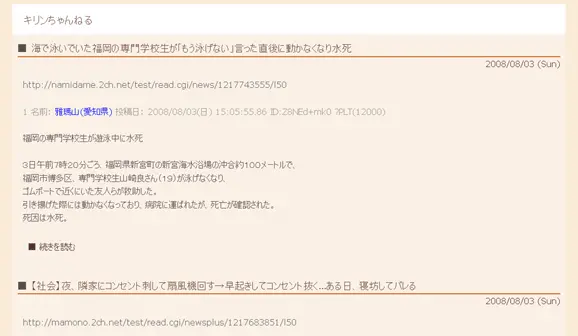 キリンちゃんねる
■ 海で泳いでいた福岡の専門学校生が「もう泳げない」言った直後に動かなくなり水死
2008/08/03 (Sun)
http://namidame.2ch.net/test/read.cgi/news/1217743555/l50
1 名前: 雅瑪山(愛知県) 投稿日: 2008/08/03(日) 15:05:55.86 ID:Z8NEd+mk0 ?PLT(12000)
福岡の専門学校生が遊泳中に水死
3日午前7時20分ごろ、福岡県新宮町の新宮海水浴場の沖合約100メートルで、
福岡市博多区、専門学校生山崎良さん(19)が泳げなくなり、
ゴムボートで近くにいた友人らが救助した。
引き揚げた際には動かなくなっており、病院に運ばれたが、死亡が確認された。
死因は水死。
■ 続きを読む
■ 【社会】夜、隣家にコンセント刺して扇風機回す→早起きしてコンセント抜く…ある日、寝坊してバレる
2008/08/03 (Sun)
http://mamono.2ch.net/test/read.cgi/newsplus/1217683851/l50